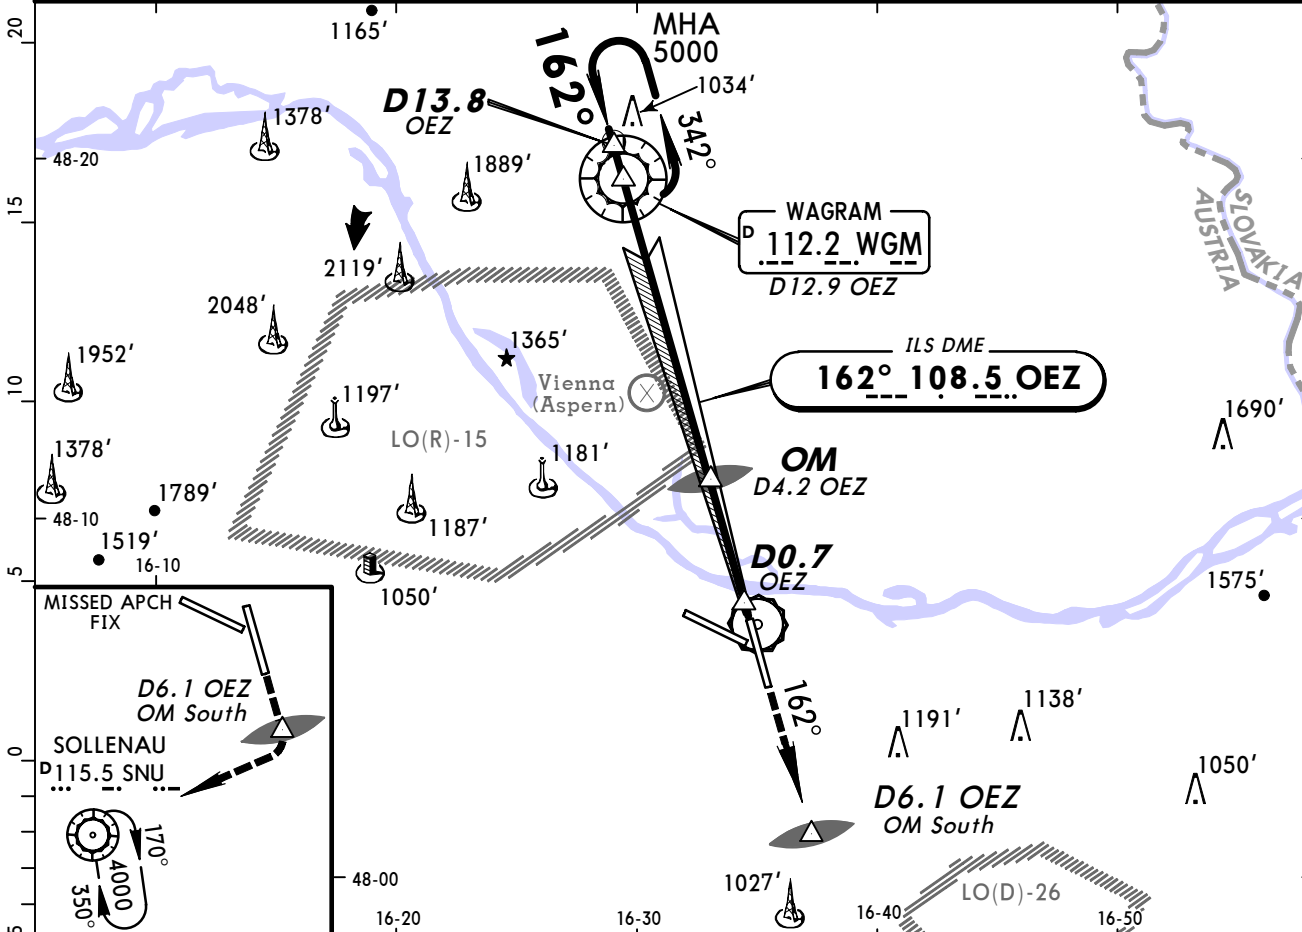 20
1165′
162°
MHA
5000
1034′
D13.8
OEZ
1378′
342°
48-20
1889′
SLOVAKIA
AUSTRIA
15
WAGRAM
D 112.2 WGM
D12.9 OEZ
2119′
2048′
1365′
ILS DME
162° 108.5 OEZ
1952′
Vienna
(Aspern)
10
1197′
1690′
LO(R)-15
1378′
1181′
OM
D4.2 OEZ
1789′
48-10
1187′
1519′
16-10
D0.7
OEZ
5
1050′
1575′
MISSED APCH
FIX
D6.1 OEZ
OM South
162°
1191′
1138′
SOLLENAU
D 115.5 SNU
0
1050′
D6.1 OEZ
OM South
170°
4000
350°
48-00
1027′
LO(D)-26
16-20
16-30
16-40
16-50
5